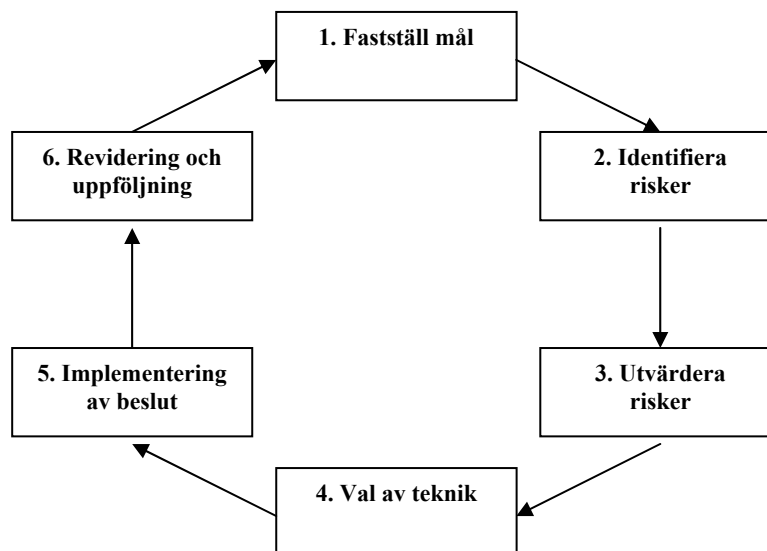 1. Fastställ mål
2. Identifiera
risker
3. Utvärdera
risker
4. Val av teknik
5. Implementering
av beslut
6. Revidering och
uppföljning